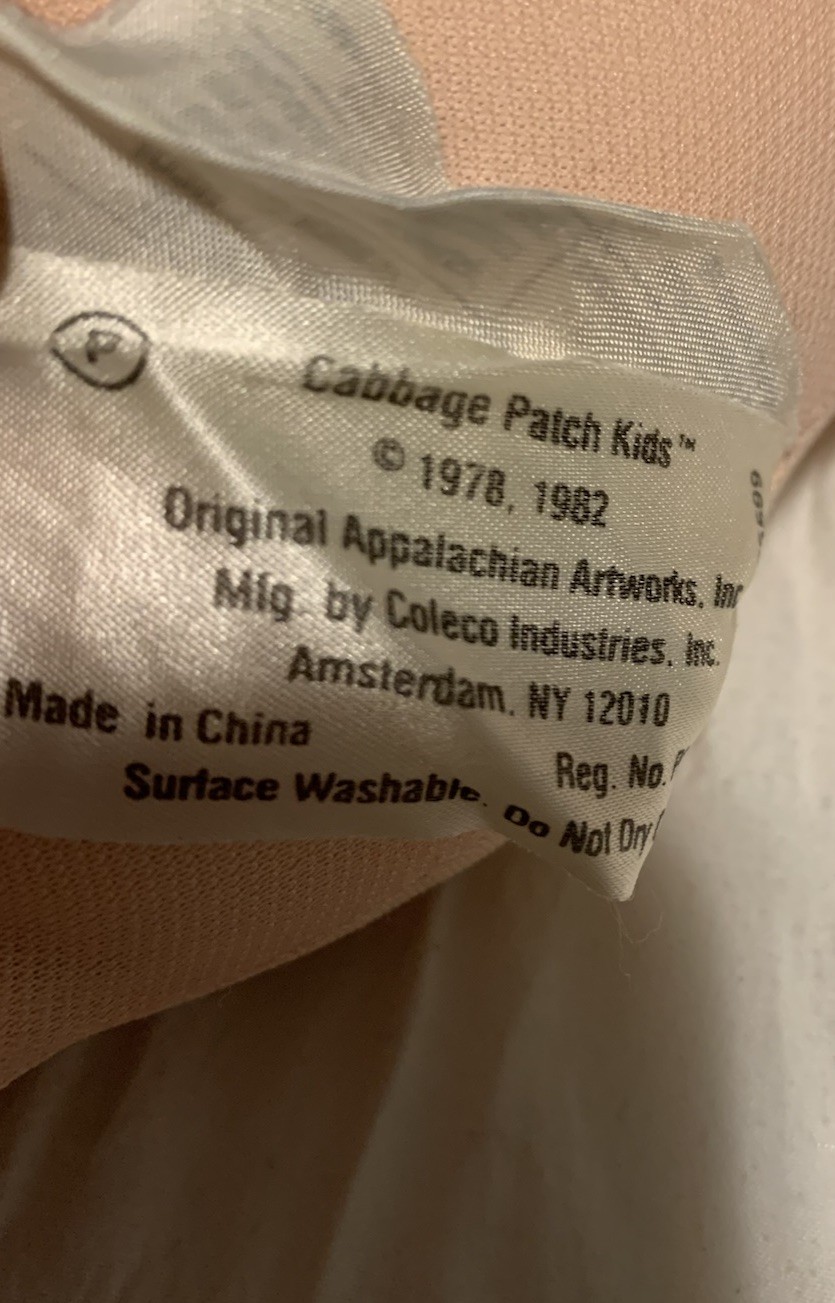 P
Cabbage Patch Kids™
© 1978, 1982
Original Appalachian Artworks, Inc
Mfg. by Coleco Industries, Inc.
Amsterdam, NY 12010
Made in China
Reg. No.
Surface Washable. Do Not Dry